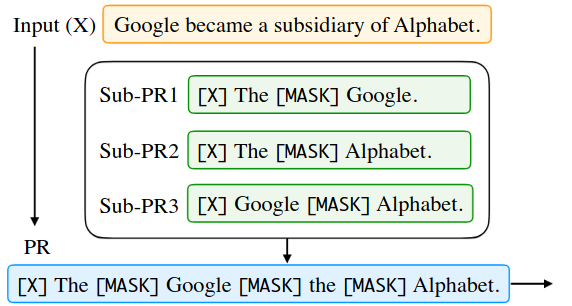 Input (X) Google became a subsidiary of Alphabet.
Sub-PR1 [X] The [MASK] Google.
Sub-PR2 [X] The [MASK] Alphabet.
Sub-PR3 [X] Google [MASK] Alphabet.
PR
[X] The [MASK] Google [MASK] the [MASK] Alphabet.